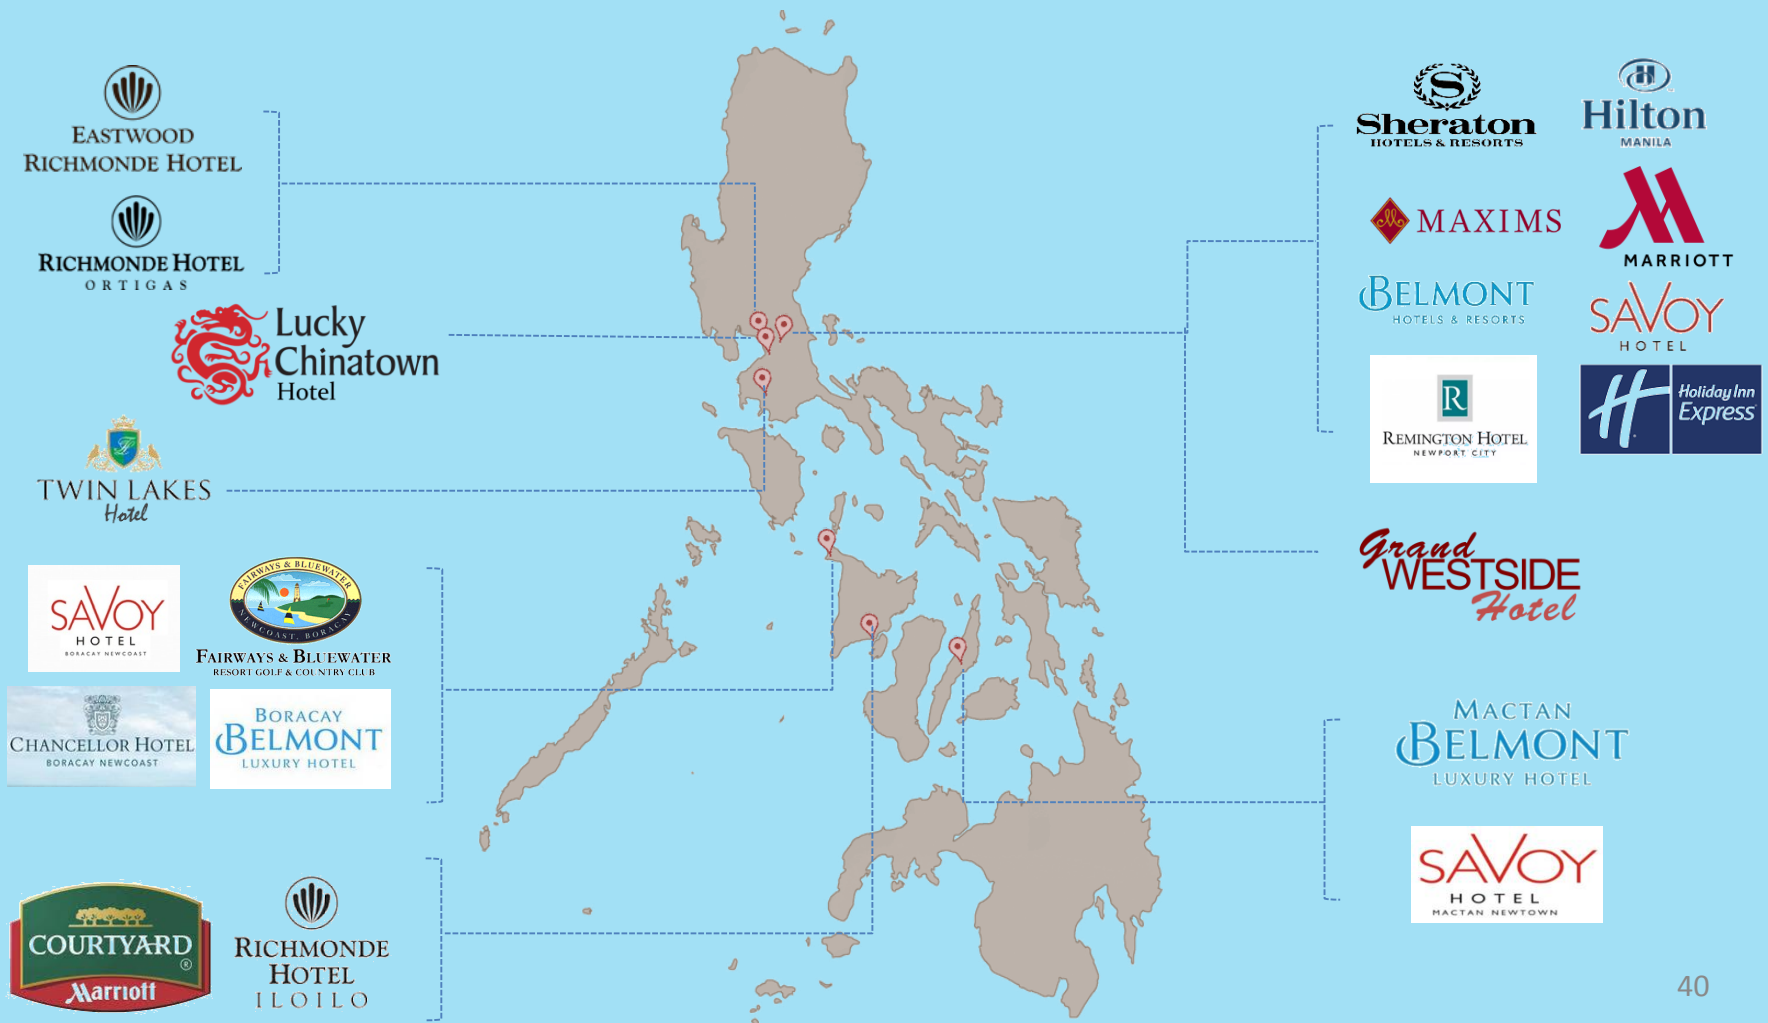 EASTWOOD
RICHMONDE HOTEL
RICHMONDE HOTEL
ORTIGAS
Lucky
Chinatown
Hotel
TWIN LAKES
Hotel
SAVOY
HOTEL
BORACAY NEWCOAST
FAIRWAYS & BLUEWATER
NEWCOAST, BORACAY
FAIRWAYS & BLUEWATER
RESORT GOLF & COUNTRY CLUB
CHANCELLOR HOTEL
BORACAY NEWCOAST
BORACAY
BELMONT
LUXURY HOTEL
COURTYARD
®
Marriott
RICHMONDE
HOTEL
ILOILO
S
Sheraton
HOTELS & RESORTS
H
Hilton
MANILA
M
MAXIMS
MARRIOTT
BELMONT
HOTELS & RESORTS
SAVOY
HOTEL
R
REMINGTON HOTEL
NEWPORT CITY
H
Holiday Inn
Express
Grand
WESTSIDE
Hotel
MACTAN
BELMONT
LUXURY HOTEL
SAVOY
HOTEL
MACTAN NEWTOWN
40